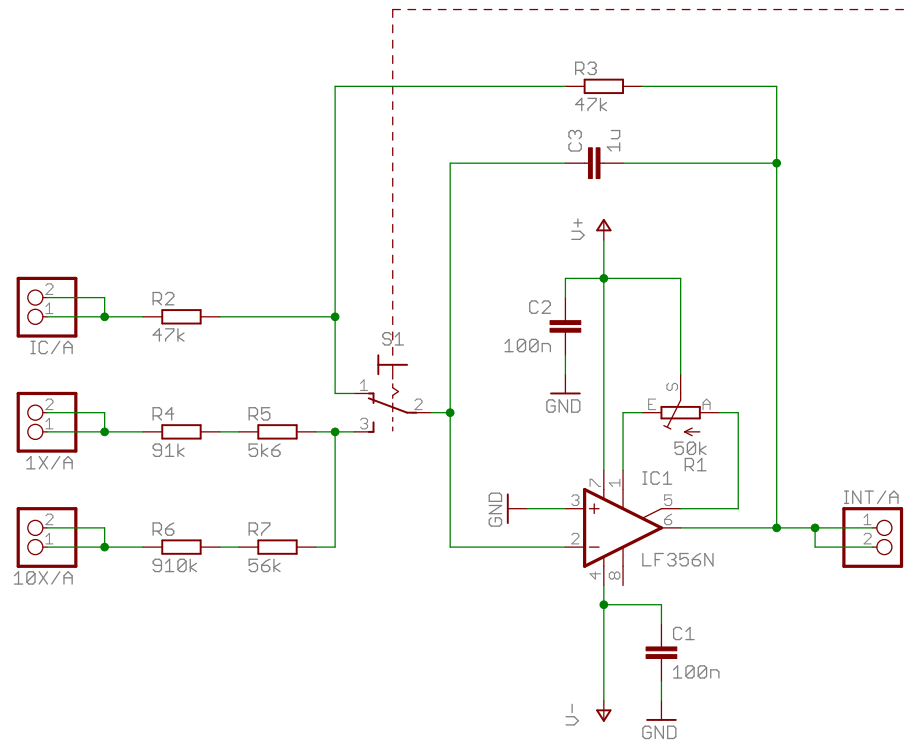 R3
47k
C3
1u
V+
2
1
IC/A
R2
47k
C2
100n
GND
S1
1
2
3
S
E
A
50k
R1
2
1
1X/A
R4
91k
R5
5k6
IC1
7
1
GND
3
+
5
6
2
-
4
8
LF356N
INT/A
1
2
2
1
10X/A
R6
910k
R7
56k
C1
100n
V-
GND